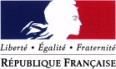 Liberté • Égalité • Fraternité
RÉPUBLIQUE FRANÇAISE